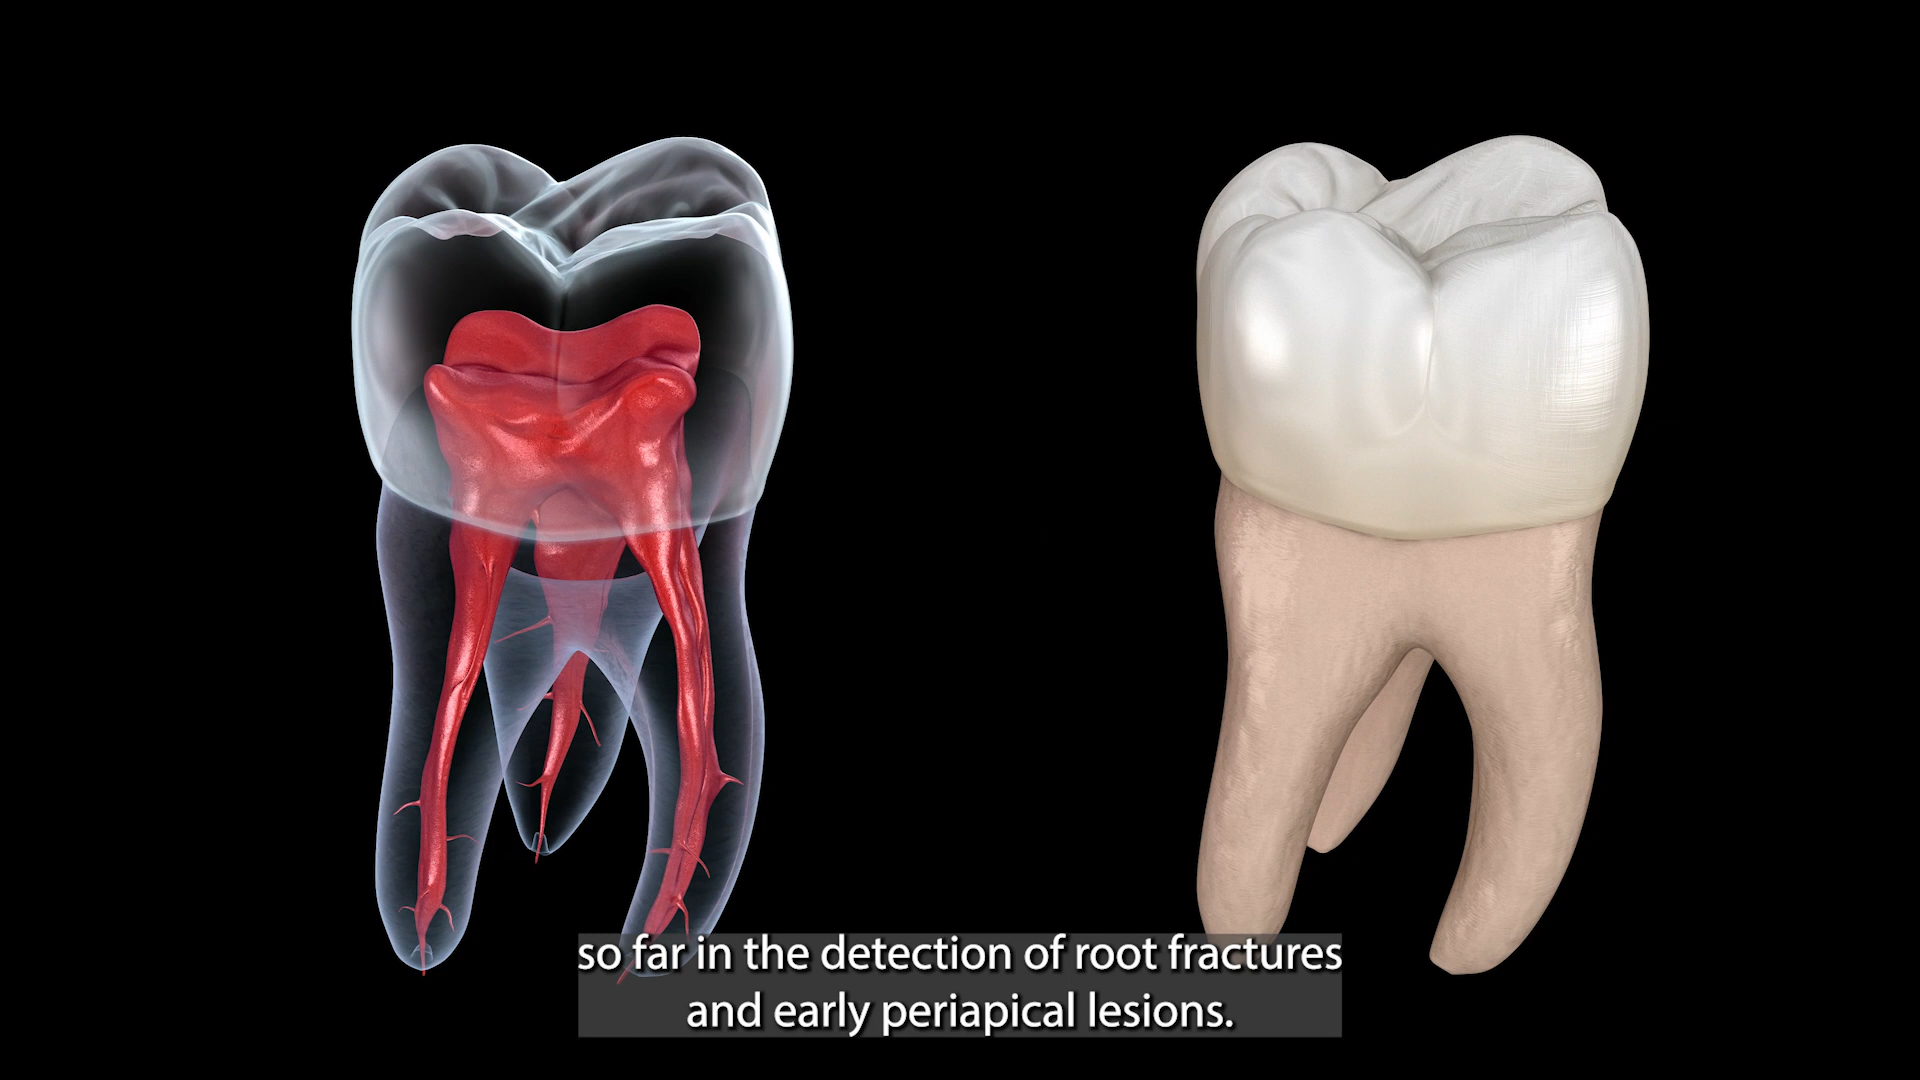 so far in the detection of root fractures
and early periapical lesions.